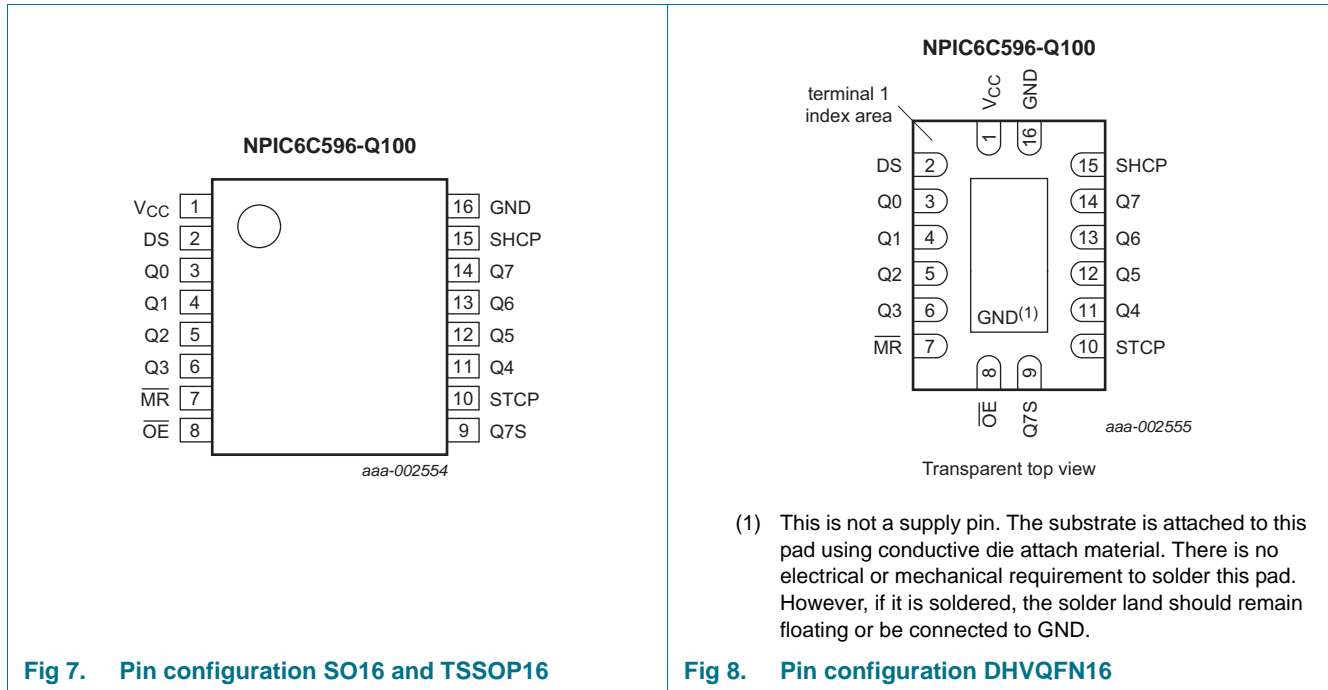 NPIC6C596-Q100
VCC 1
DS 2
Q0 3
Q1 4
Q2 5
Q3 6
MR 7
OE 8
16 GND
15 SHCP
14 Q7
13 Q6
12 Q5
11 Q4
10 STCP
9 Q7S
aaa-002554
Fig 7. Pin configuration SO16 and TSSOP16
NPIC6C596-Q100
terminal 1
index area
VCC
GND
1
16
DS 2
Q0 3
Q1 4
Q2 5
Q3 6
MR 7
15 SHCP
14 Q7
13 Q6
12 Q5
11 Q4
10 STCP
GND(1)
8
9
OE
Q7S
aaa-002555
Transparent top view
(1) This is not a supply pin. The substrate is attached to this
pad using conductive die attach material. There is no
electrical or mechanical requirement to solder this pad.
However, if it is soldered, the solder land should remain
floating or be connected to GND.
Fig 8. Pin configuration DHVQFN16